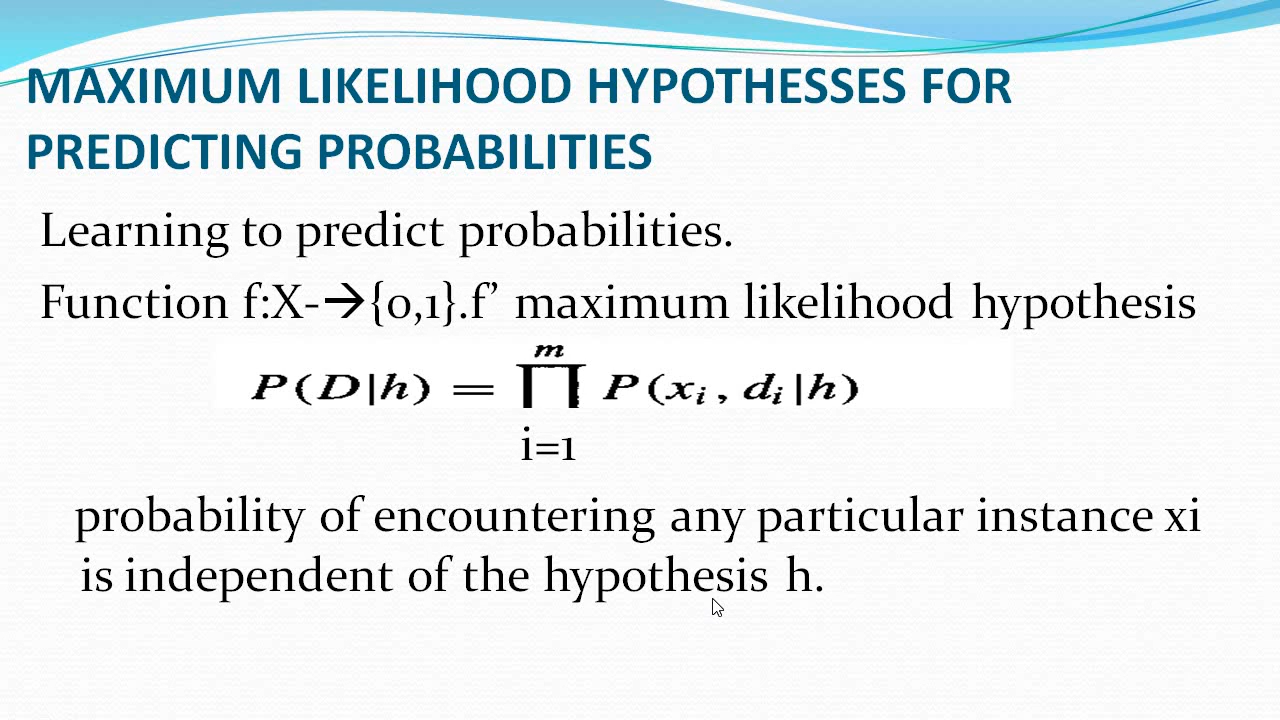 MAXIMUM LIKELIHOOD HYPOTHESSES FOR
PREDICTING PROBABILITIES
Learning to predict probabilities.
Function f:X-→{0,1}.f’ maximum likelihood hypothesis
m
P(D|h) = ∏ P(xᵢ, dᵢ|h)
i=1
probability of encountering any particular instance xi
is independent of the hypothesis h.